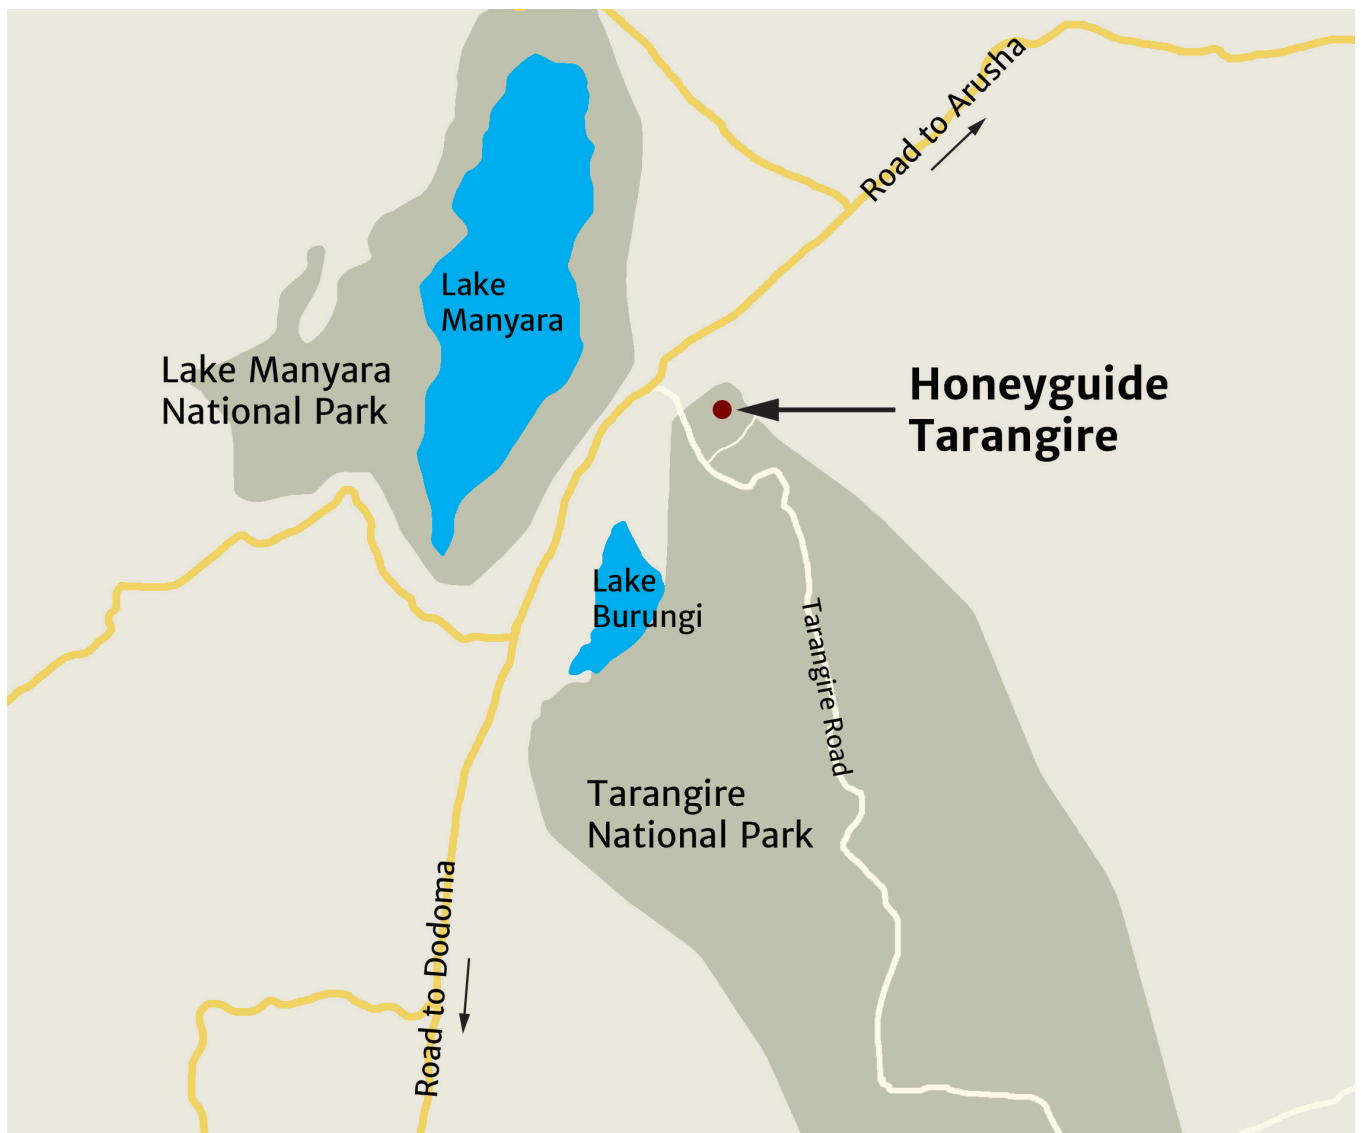 Road to Arusha
Lake
Manyara
Lake Manyara
National Park
Honeyguide
Tarangire
Lake
Burungi
Tarangire Road
Tarangire
National Park
Road to Dodoma